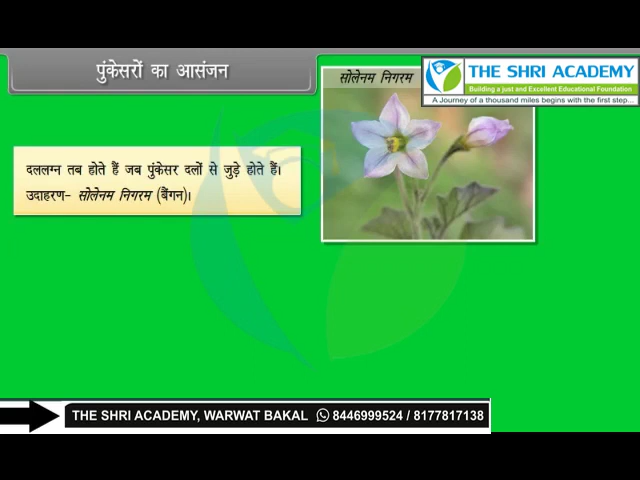 पुंकेसरों का आसंजन
सोलेनम निगरम
THE SHRI ACADEMY
Building a just and Excellent Educational Foundation
A Journey of a thousand miles begins with the first step...
दललग्न तब होते हैं जब पुंकेसर दलों से जुड़े होते हैं।
उदाहरण- सोलेनम निगरम (बैंगन)।
THE SHRI ACADEMY, WARWAT BAKAL 8446999524 / 8177817138